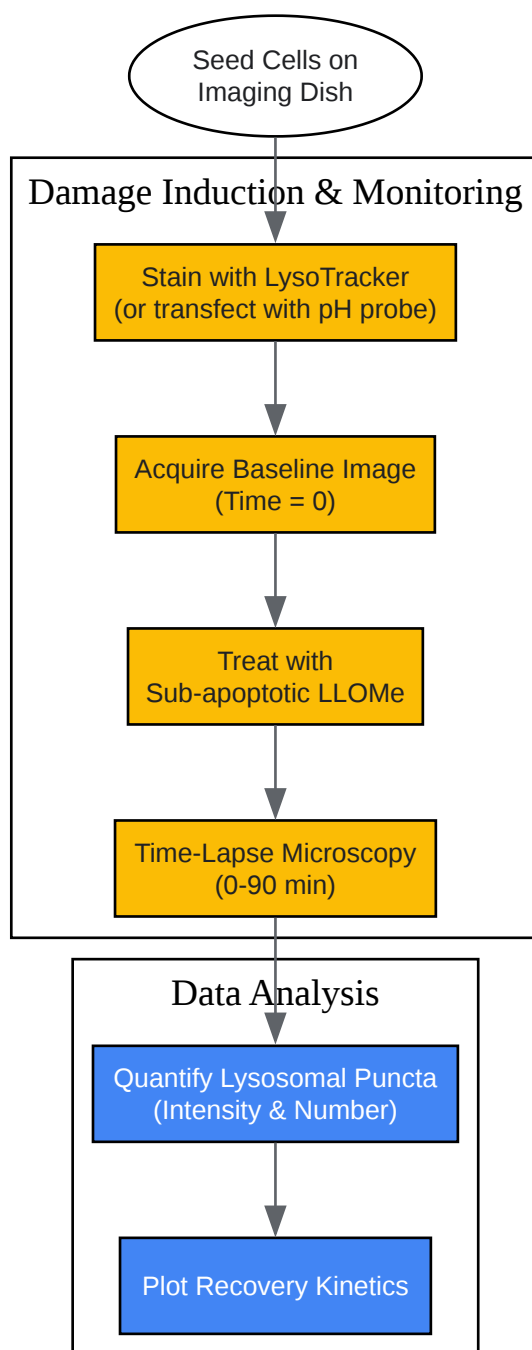 Seed Cells on
Imaging Dish
Damage Induction & Monitoring
Stain with LysoTracker
(or transfect with pH probe)
Acquire Baseline Image
(Time = 0)
Treat with
Sub-apoptotic LLOMe
Time-Lapse Microscopy
(0-90 min)
Data Analysis
Quantify Lysosomal Puncta
(Intensity & Number)
Plot Recovery Kinetics